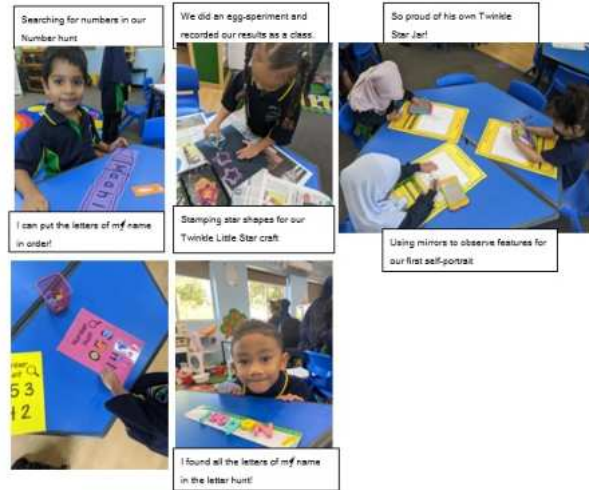 Searching for numbers in our
Number hunt
We did an egg-speriment and
recorded our results as a class.
So proud of his own Twinkle
Star Jar!
I can put the letters of my name
in order!
Stamping star shapes for our
Twinkle Little Star craft
Using mirrors to observe features for
our first self-portrait
Number
hunt
5 3
4 2
I found all the letters of my name
in the letter hunt!